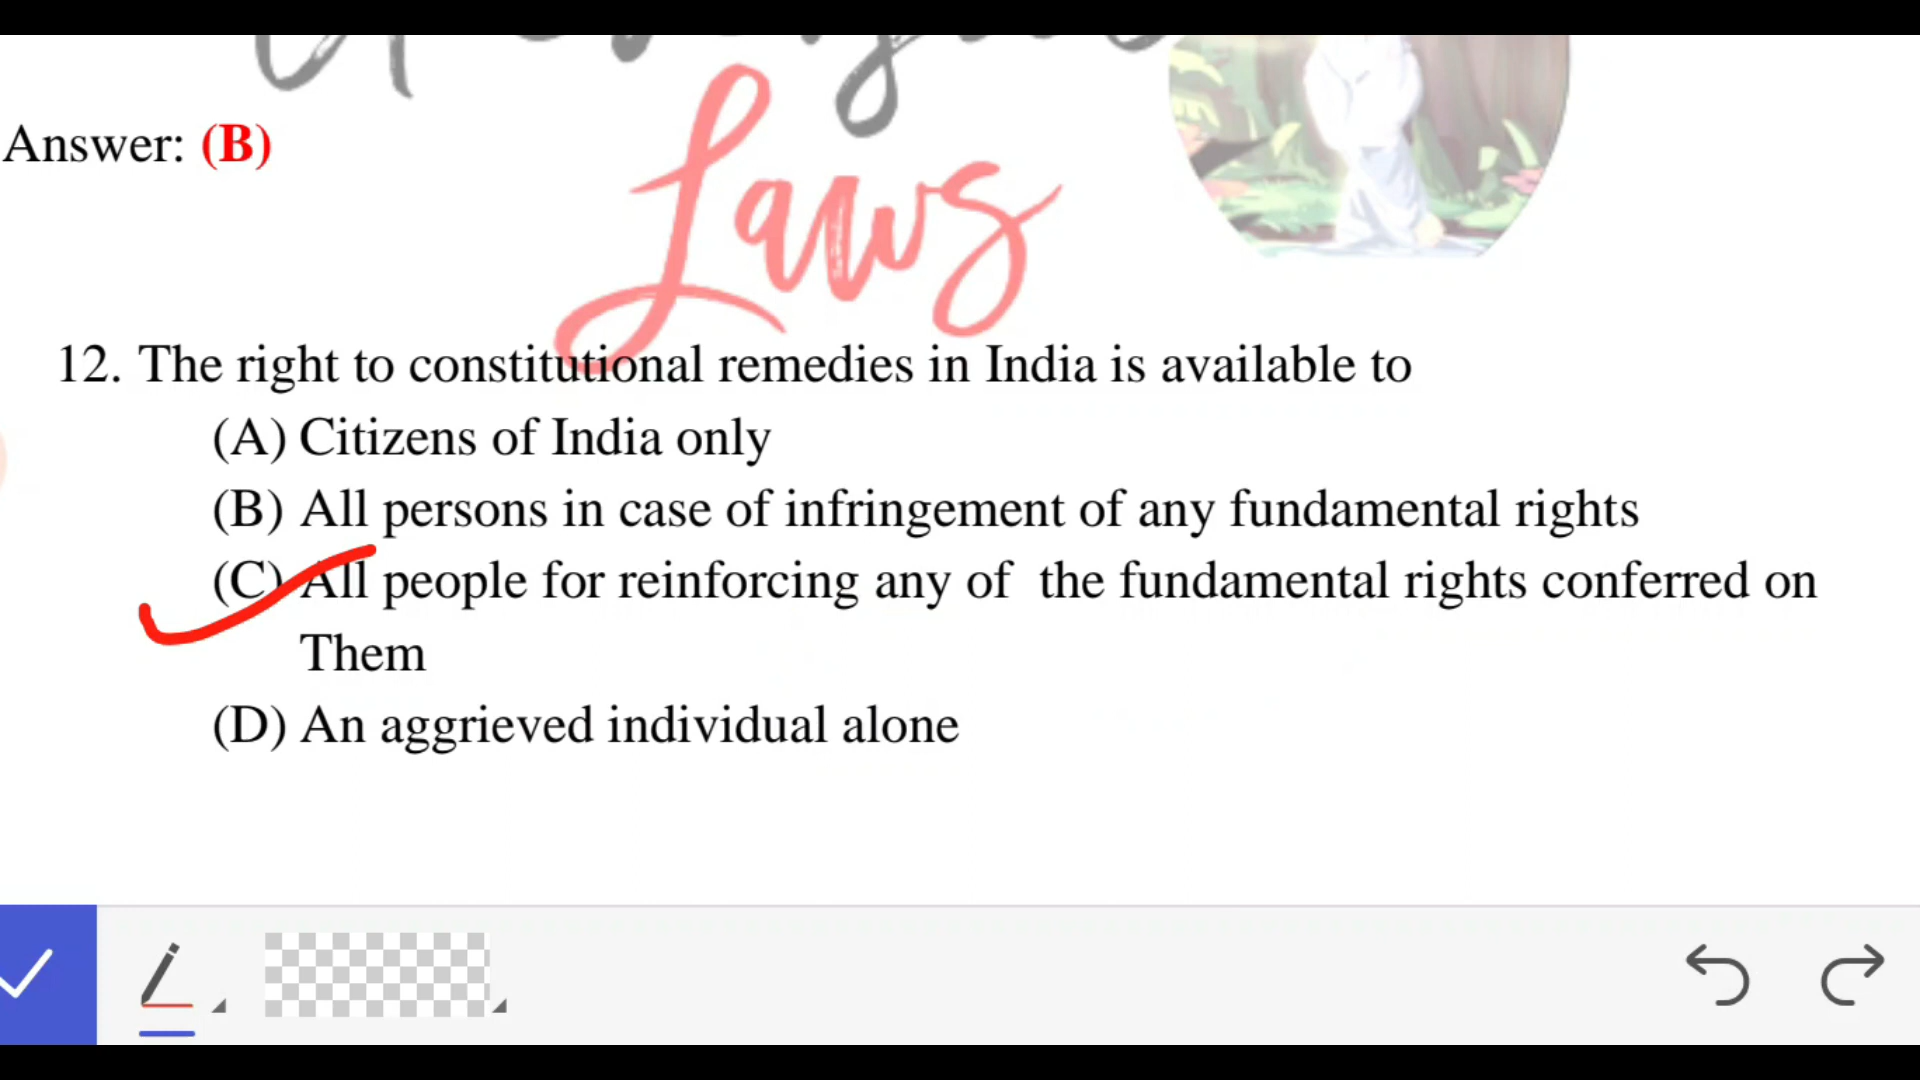 Laws
Answer: (B)
12. The right to constitutional remedies in India is available to
(A) Citizens of India only
(B) All persons in case of infringement of any fundamental rights
(C) All people for reinforcing any of the fundamental rights conferred on
Them
(D) An aggrieved individual alone